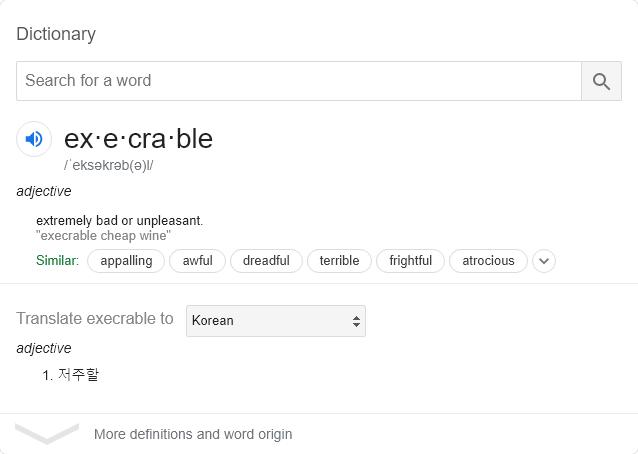 Dictionary
Search for a word
ex·e·cra·ble
/ˈeksəkrəb(ə)l/
adjective
extremely bad or unpleasant.
"execrable cheap wine"
Similar: appalling awful dreadful terrible frightful atrocious
Translate execrable to Korean
adjective
1. 저주할
More definitions and word origin